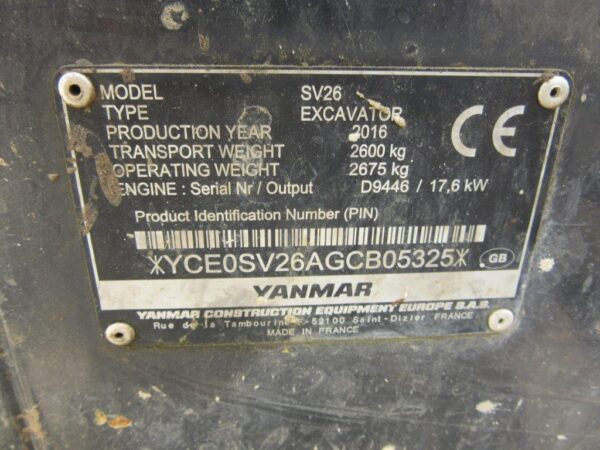 MODEL SV26
TYPE EXCAVATOR
PRODUCTION YEAR 2016
TRANSPORT WEIGHT 2600 kg
OPERATING WEIGHT 2675 kg
ENGINE : Serial Nr / Output D9446 / 17,6 kW
CE
Product Identification Number (PIN)
*YCE0SV26AGCB05325*
GB
YANMAR
YANMAR CONSTRUCTION EQUIPMENT EUROPE S.A.S.
Rue de la Tambourine F-52100 Saint-Dizier FRANCE
MADE IN FRANCE